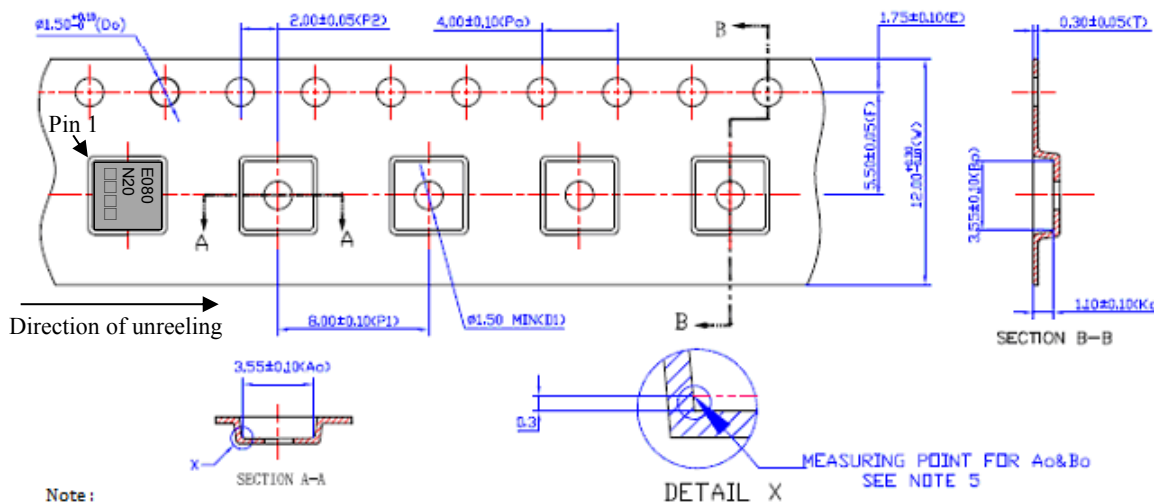 ø1.50 +0.10 -0 (Do)
2.00±0.05(P2)
4.00±0.10(Po)
B
1.75±0.10(E)
0.30±0.05(T)
Pin 1
E080
N20
□□□□
A
A
5.50±0.05(F)
12.00 (W)
3.55±0.10(Bo)
Direction of unreeling
8.00±0.10(P1)
ø1.50 MIN(D1)
B
1.10±0.10(Ko
SECTION B-B
3.55±0.10(Ao)
0.3
X
SECTION A-A
MEASURING POINT FOR Ao&Bo
SEE NOTE 5
DETAIL X
Note: